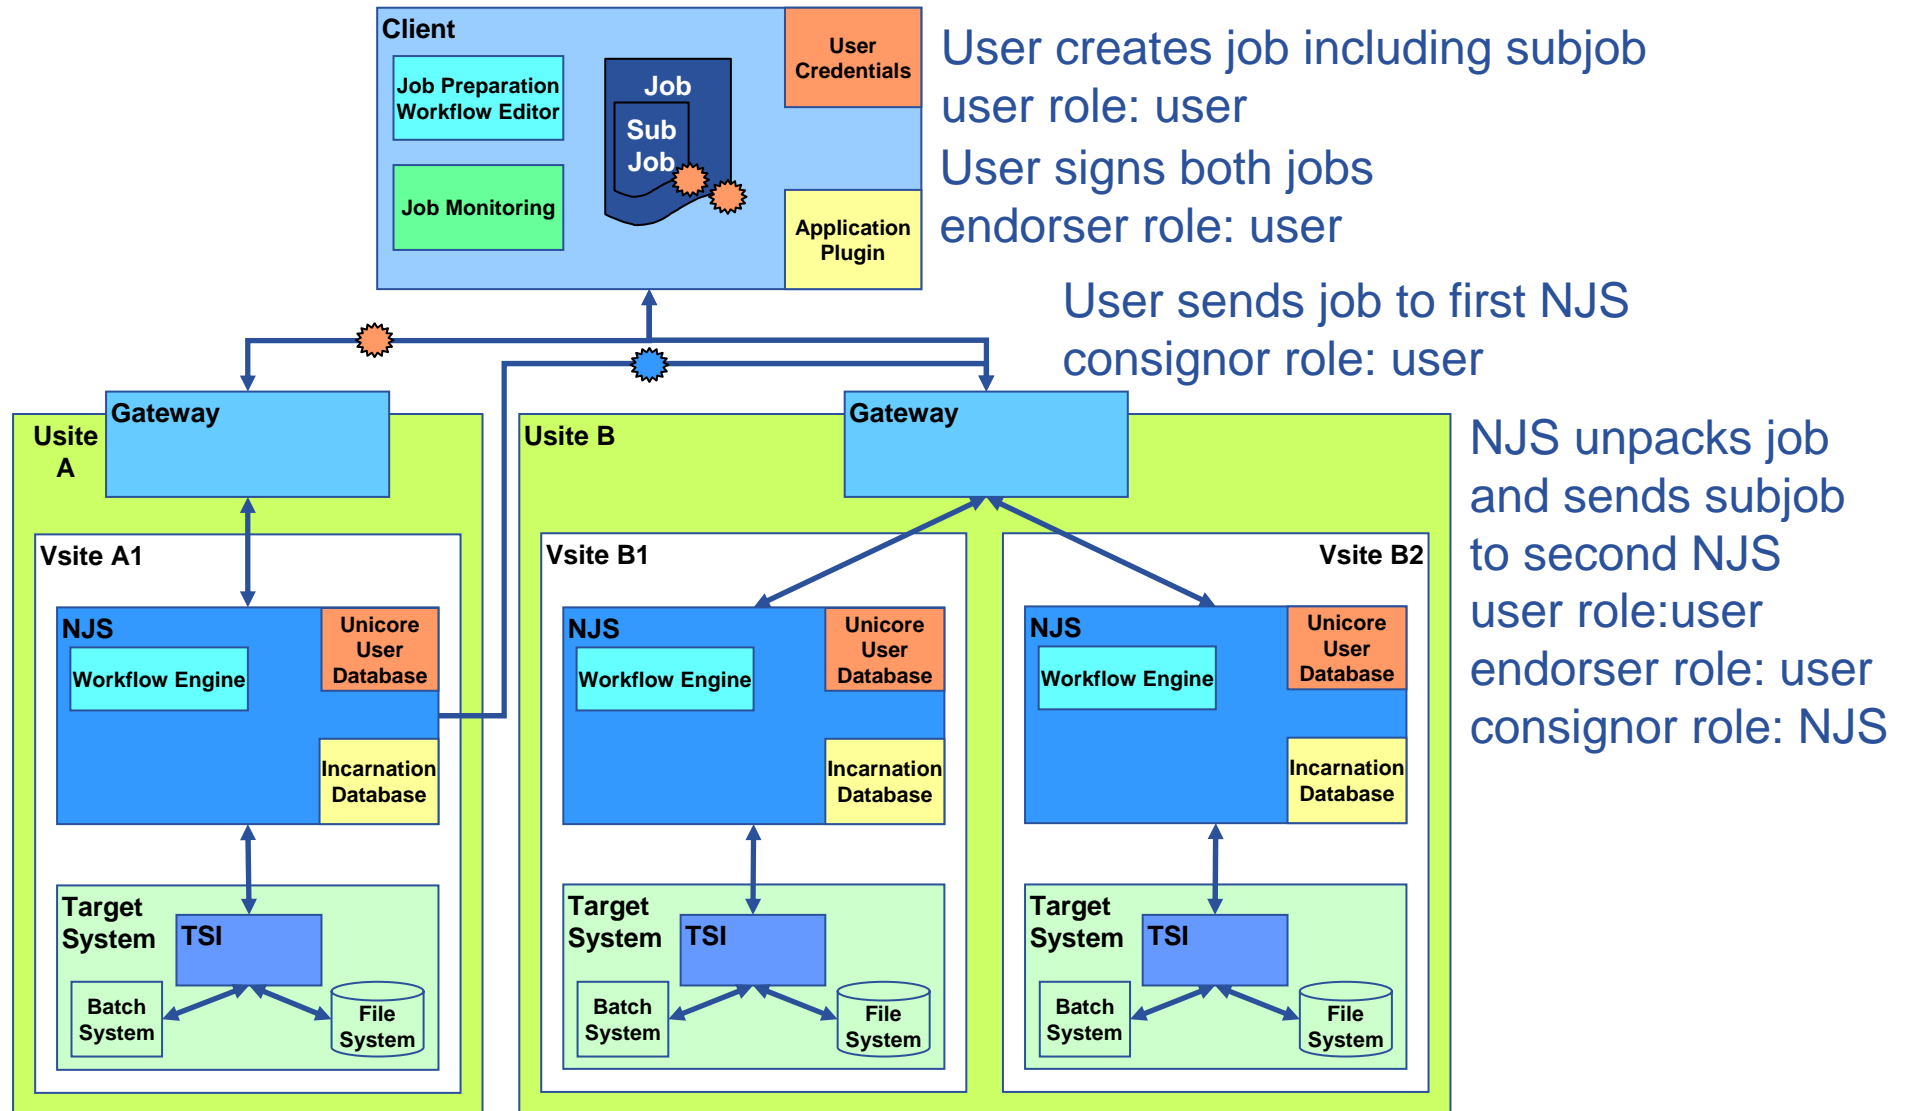 Client
Job Preparation
Workflow Editor
Job Monitoring
Job
Sub
Job
User
Credentials
Application
Plugin
User creates job including subjob
user role: user
User signs both jobs
endorser role: user
User sends job to first NJS
consignor role: user
NJS unpacks job
and sends subjob
to second NJS
user role:user
endorser role: user
consignor role: NJS
Usite
A
Gateway
Vsite A1
NJS
Workflow Engine
Unicore
User
Database
Incarnation
Database
Target
System
TSI
Batch
System
File
System
Usite B
Gateway
Vsite B1
NJS
Workflow Engine
Unicore
User
Database
Incarnation
Database
Target
System
TSI
Batch
System
File
System
Vsite B2
NJS
Workflow Engine
Unicore
User
Database
Incarnation
Database
Target
System
TSI
Batch
System
File
System